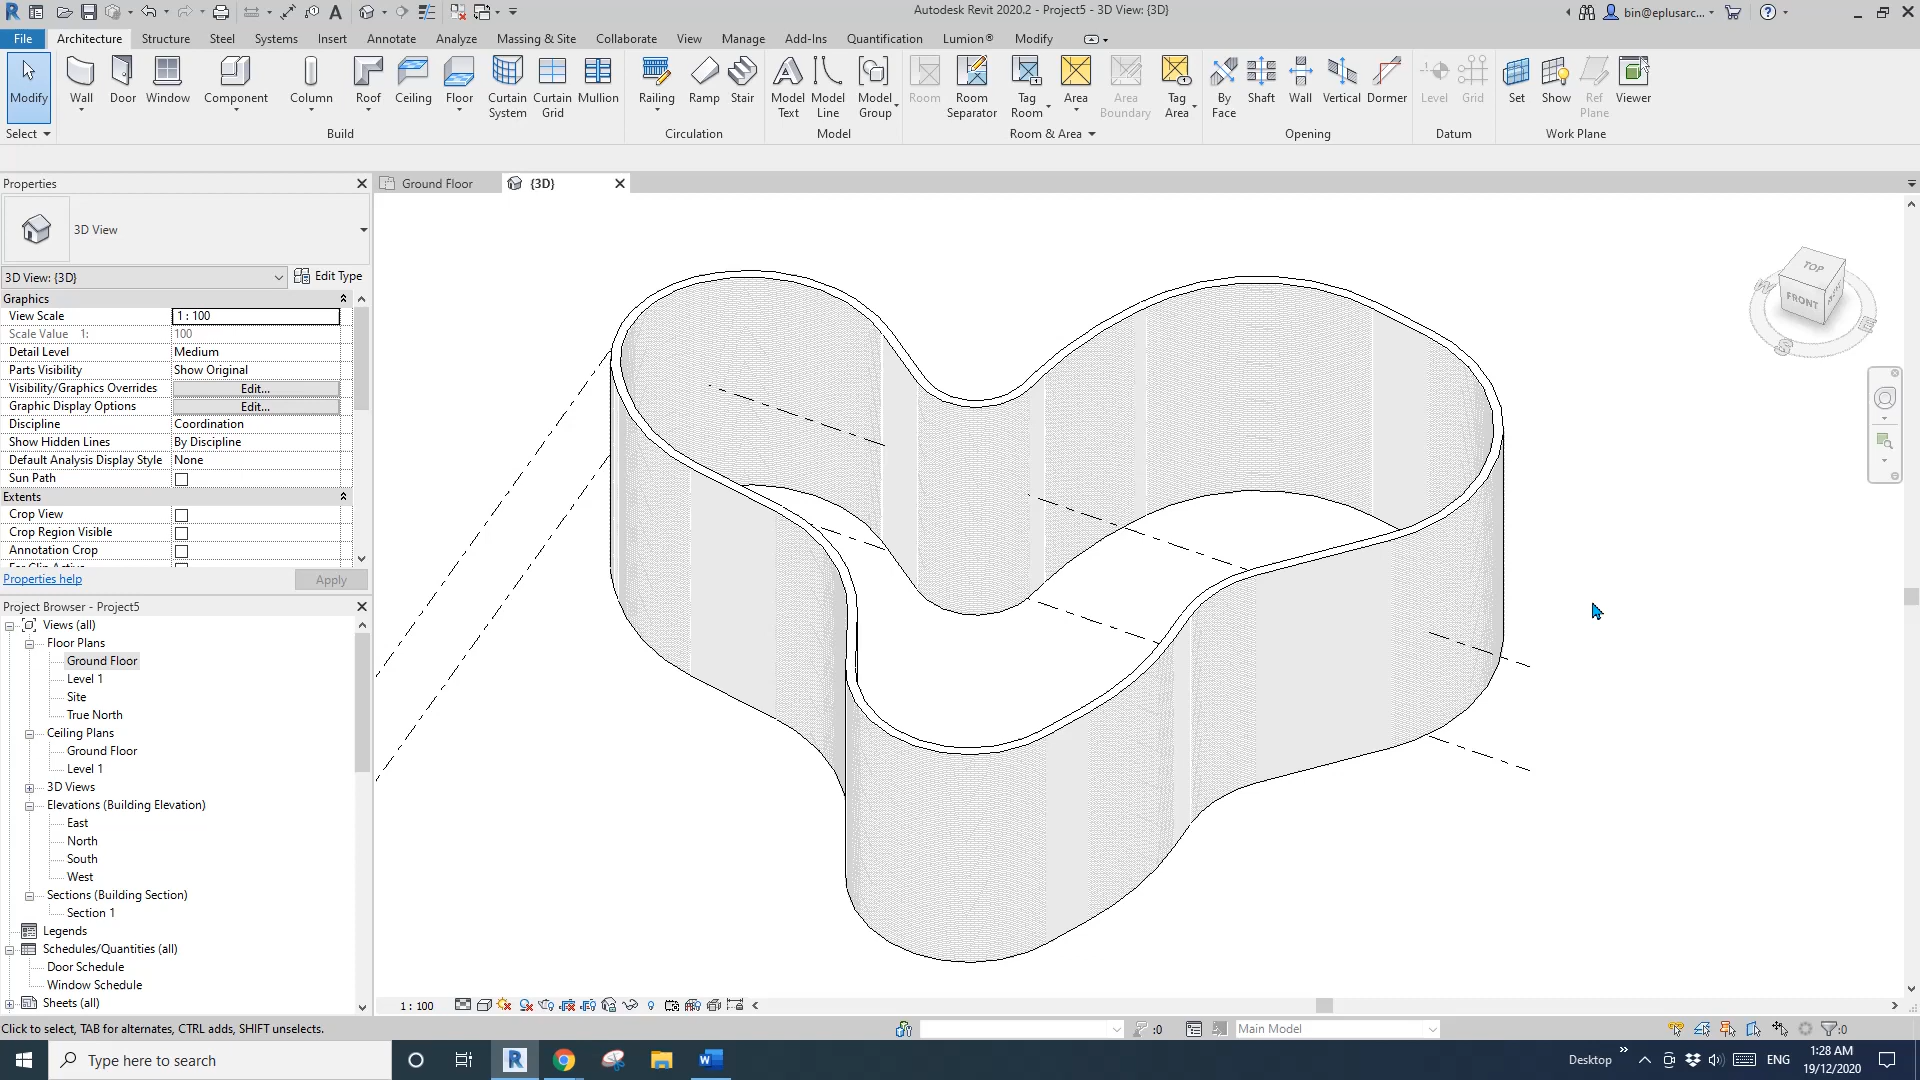 Autodesk Revit 2020.2 - Project5 - 3D View: {3D}
bin@eplusarc...
File Architecture Structure Steel Systems Insert Annotate Analyze Massing & Site Collaborate View Manage Add-Ins Quantification Lumion® Modify
Modify Wall Door Window Component Column Roof Ceiling Floor Curtain System Curtain Grid Mullion Railing Ramp Stair Model Text Model Line Model Group Room Room Separator Tag Room Area Area Boundary Tag Area By Face Shaft Wall Vertical Dormer Level Grid Set Show Ref Plane Viewer
Select Build Circulation Model Room & Area Opening Datum Work Plane
Properties
Ground Floor {3D}
3D View
3D View: {3D} Edit Type
Graphics
View Scale 1 : 100
Scale Value 1: 100
Detail Level Medium
Parts Visibility Show Original
Visibility/Graphics Overrides Edit...
Graphic Display Options Edit...
Discipline Coordination
Show Hidden Lines By Discipline
Default Analysis Display Style None
Sun Path
Extents
Crop View
Crop Region Visible
Annotation Crop
Properties help Apply
TOP
FRONT
W
S
E
Project Browser - Project5
Views (all)
Floor Plans
Ground Floor
Level 1
Site
True North
Ceiling Plans
Ground Floor
Level 1
3D Views
Elevations (Building Elevation)
East
North
South
West
Sections (Building Section)
Section 1
Legends
Schedules/Quantities (all)
Door Schedule
Window Schedule
Sheets (all)
1 : 100
Click to select, TAB for alternates, CTRL adds, SHIFT unselects.
:0 Main Model :0
Type here to search
Desktop ENG
1:28 AM
19/12/2020